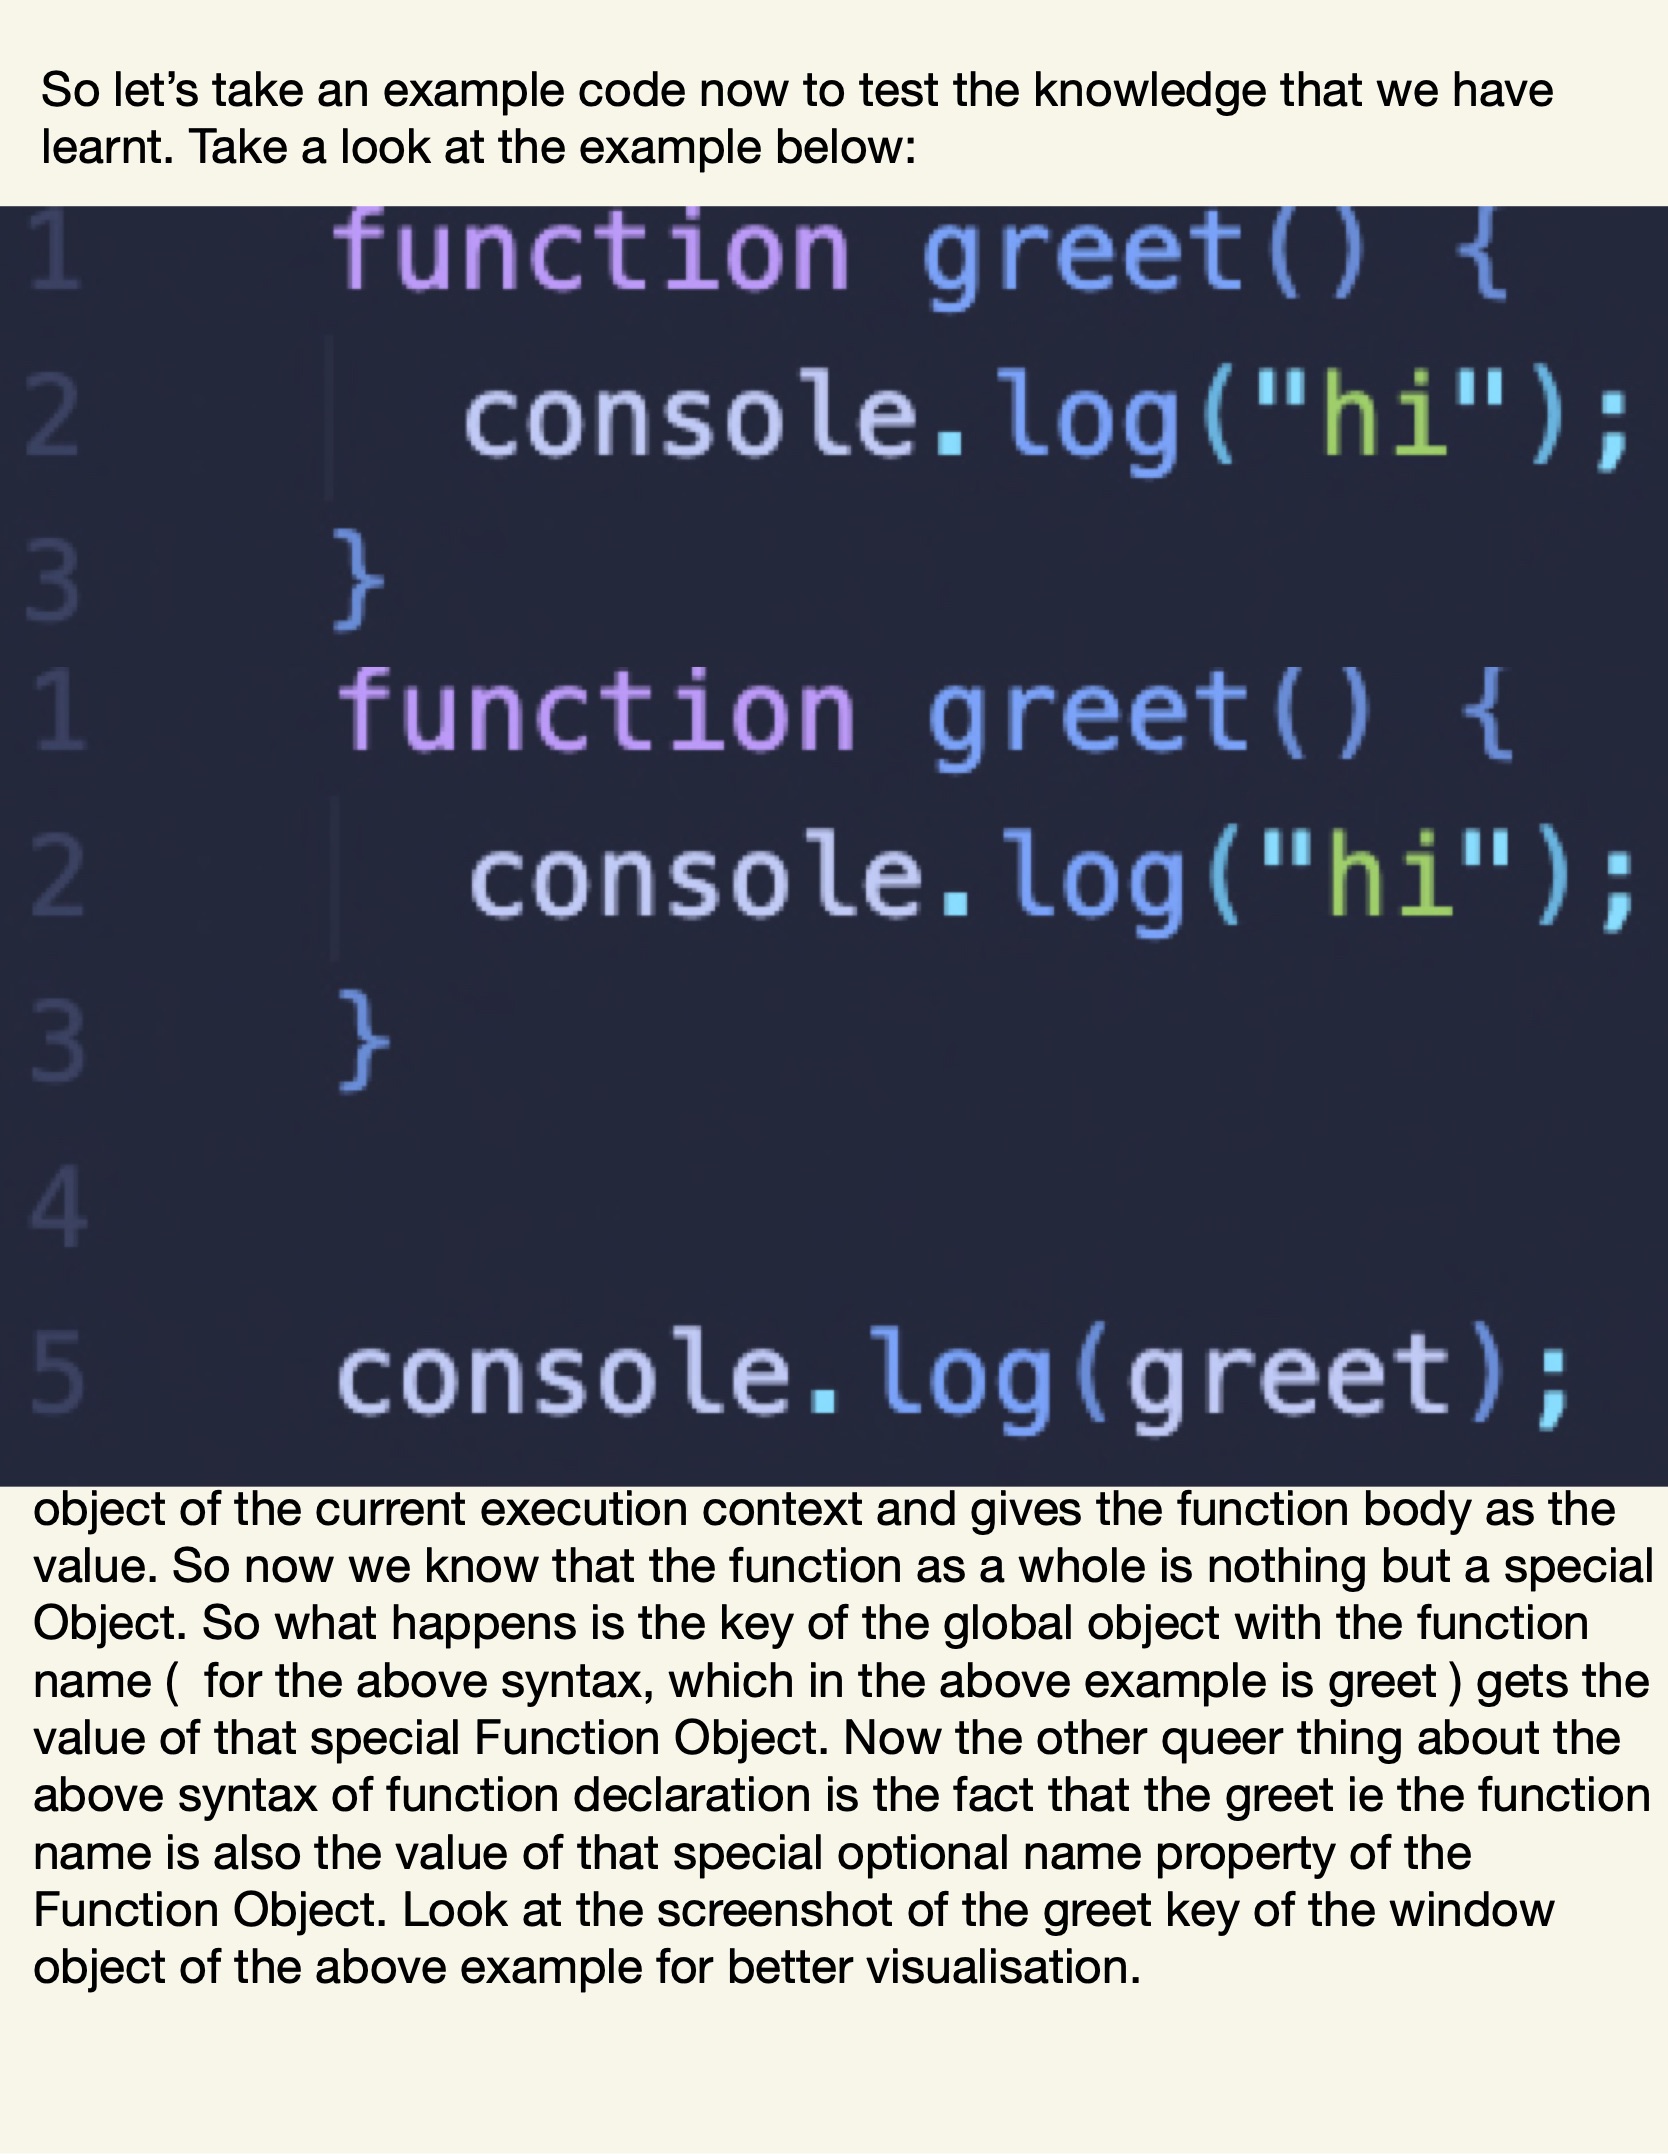 So let’s take an example code now to test the knowledge that we have
learnt. Take a look at the example below:
1 function greet() {
2 console.log("hi");
3 }
1 function greet() {
2 console.log("hi");
3 }
4
5 console.log(greet);
object of the current execution context and gives the function body as the
value. So now we know that the function as a whole is nothing but a special
Object. So what happens is the key of the global object with the function
name (  for the above syntax, which in the above example is greet ) gets the
value of that special Function Object. Now the other queer thing about the
above syntax of function declaration is the fact that the greet ie the function
name is also the value of that special optional name property of the
Function Object. Look at the screenshot of the greet key of the window
object of the above example for better visualisation.